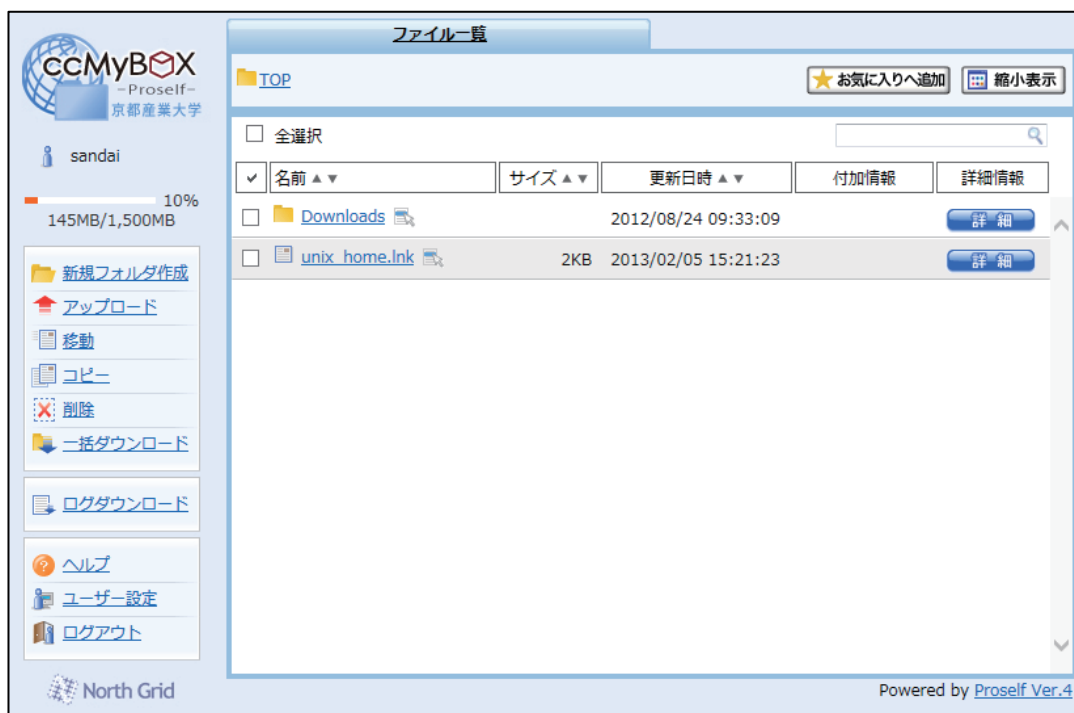 ccMyBOX
-Proself-
京都産業大学
sandai
10%
145MB/1,500MB
新規フォルダ作成
アップロード
移動
コピー
削除
一括ダウンロード
ログダウンロード
ヘルプ
ユーザー設定
ログアウト
North Grid
ファイル一覧
TOP
お気に入りへ追加 縮小表示
全選択
名前 ▲ ▼ サイズ ▲ ▼ 更新日時 ▲ ▼ 付加情報 詳細情報
Downloads 2012/08/24 09:33:09 詳細
unix_home.lnk 2KB 2013/02/05 15:21:23 詳細
Powered by Proself Ver.4